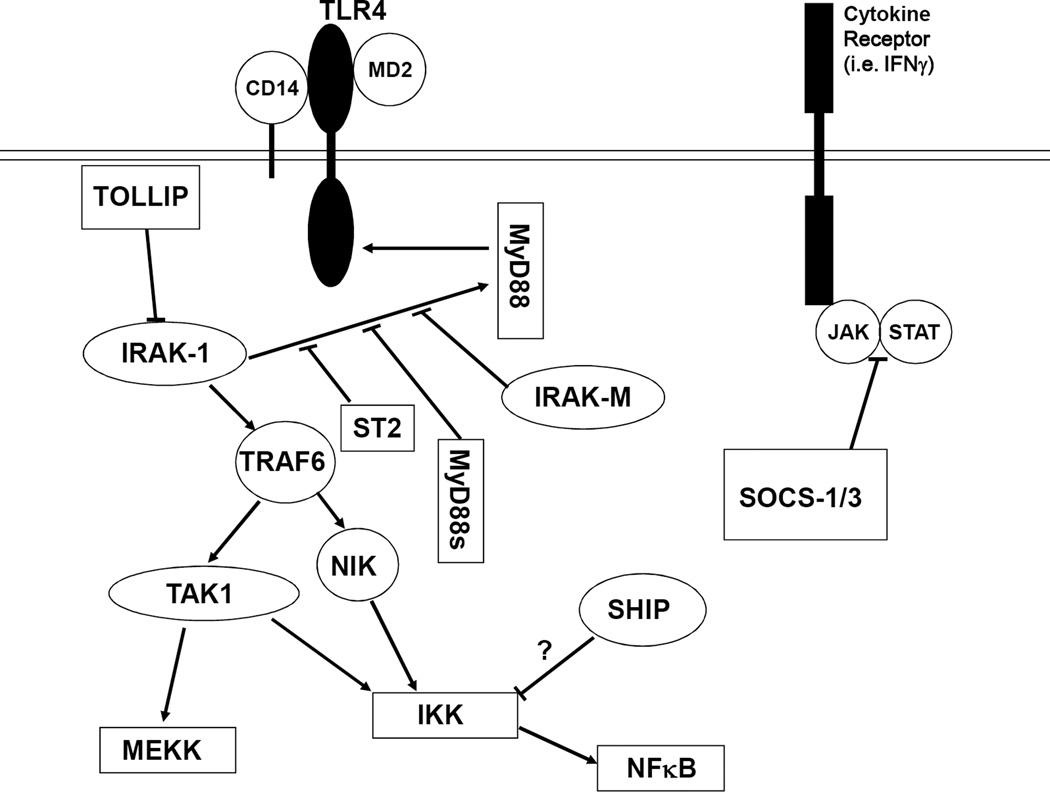 TLR4
CD14
MD2
Cytokine
Receptor
(i.e. IFNγ)
TOLLIP
MyD88
IRAK-1
JAK
STAT
IRAK-M
ST2
TRAF6
MyD88s
SOCS-1/3
NIK
TAK1
SHIP
?
IKK
MEKK
NFκB